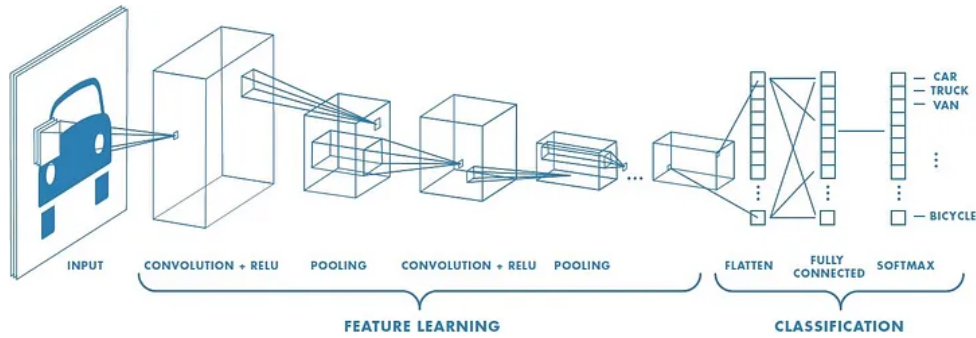 CAR
TRUCK
VAN
BICYCLE
INPUT
CONVOLUTION + RELU
POOLING
CONVOLUTION + RELU
POOLING
FLATTEN
FULLY
CONNECTED
SOFTMAX
FEATURE LEARNING
CLASSIFICATION